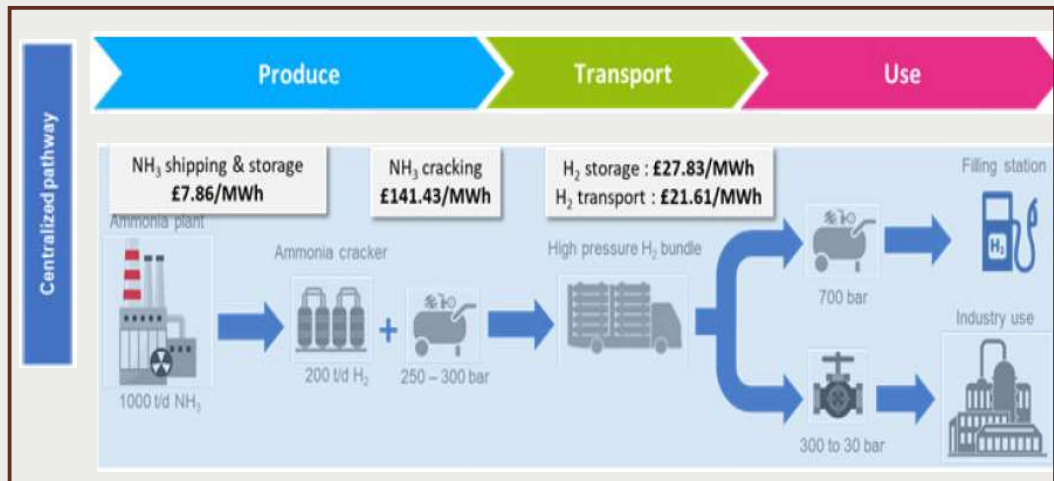 Centralized pathway
Produce
Transport
Use
NH₃ shipping & storage
£7.86/MWh
NH₃ cracking
£141.43/MWh
H₂ storage : £27.83/MWh
H₂ transport : £21.61/MWh
Filling station
Ammonia plant
Ammonia cracker
High pressure H₂ bundle
H₂
700 bar
Industry use
+
200 t/d H₂
250 – 300 bar
1000 t/d NH₃
300 to 30 bar